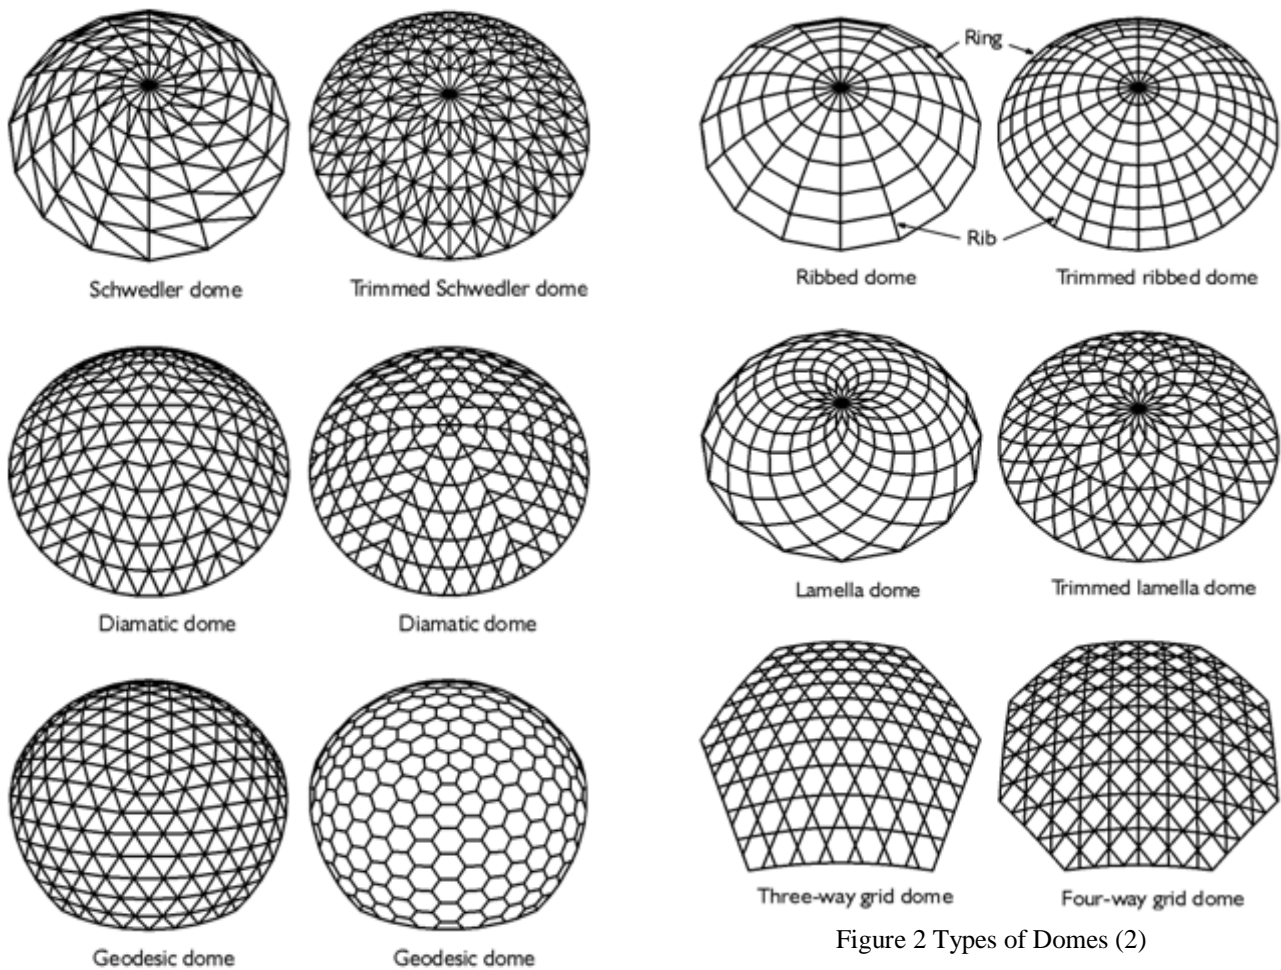 Ring
Rib
Schwedler dome
Trimmed Schwedler dome
Ribbed dome
Trimmed ribbed dome
Diamatic dome
Diamatic dome
Lamella dome
Trimmed lamella dome
Geodesic dome
Geodesic dome
Three-way grid dome
Four-way grid dome
Figure 2 Types of Domes (2)